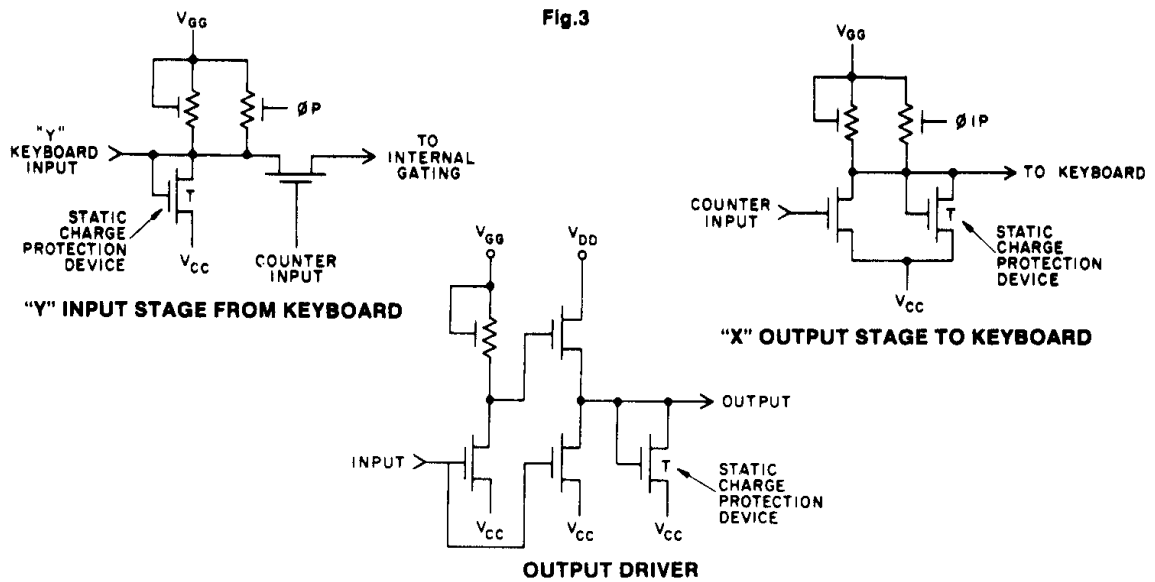 Fig.3
VGG
ØP
"Y"
KEYBOARD
INPUT
TO
INTERNAL
GATING
T
STATIC
CHARGE
PROTECTION
DEVICE
VCC
COUNTER
INPUT
"Y" INPUT STAGE FROM KEYBOARD
VGG
Ø1P
TO KEYBOARD
COUNTER
INPUT
T
STATIC
CHARGE
PROTECTION
DEVICE
VCC
"X" OUTPUT STAGE TO KEYBOARD
VGG
VDD
OUTPUT
INPUT
T
STATIC
CHARGE
PROTECTION
DEVICE
VCC
VCC
VCC
OUTPUT DRIVER